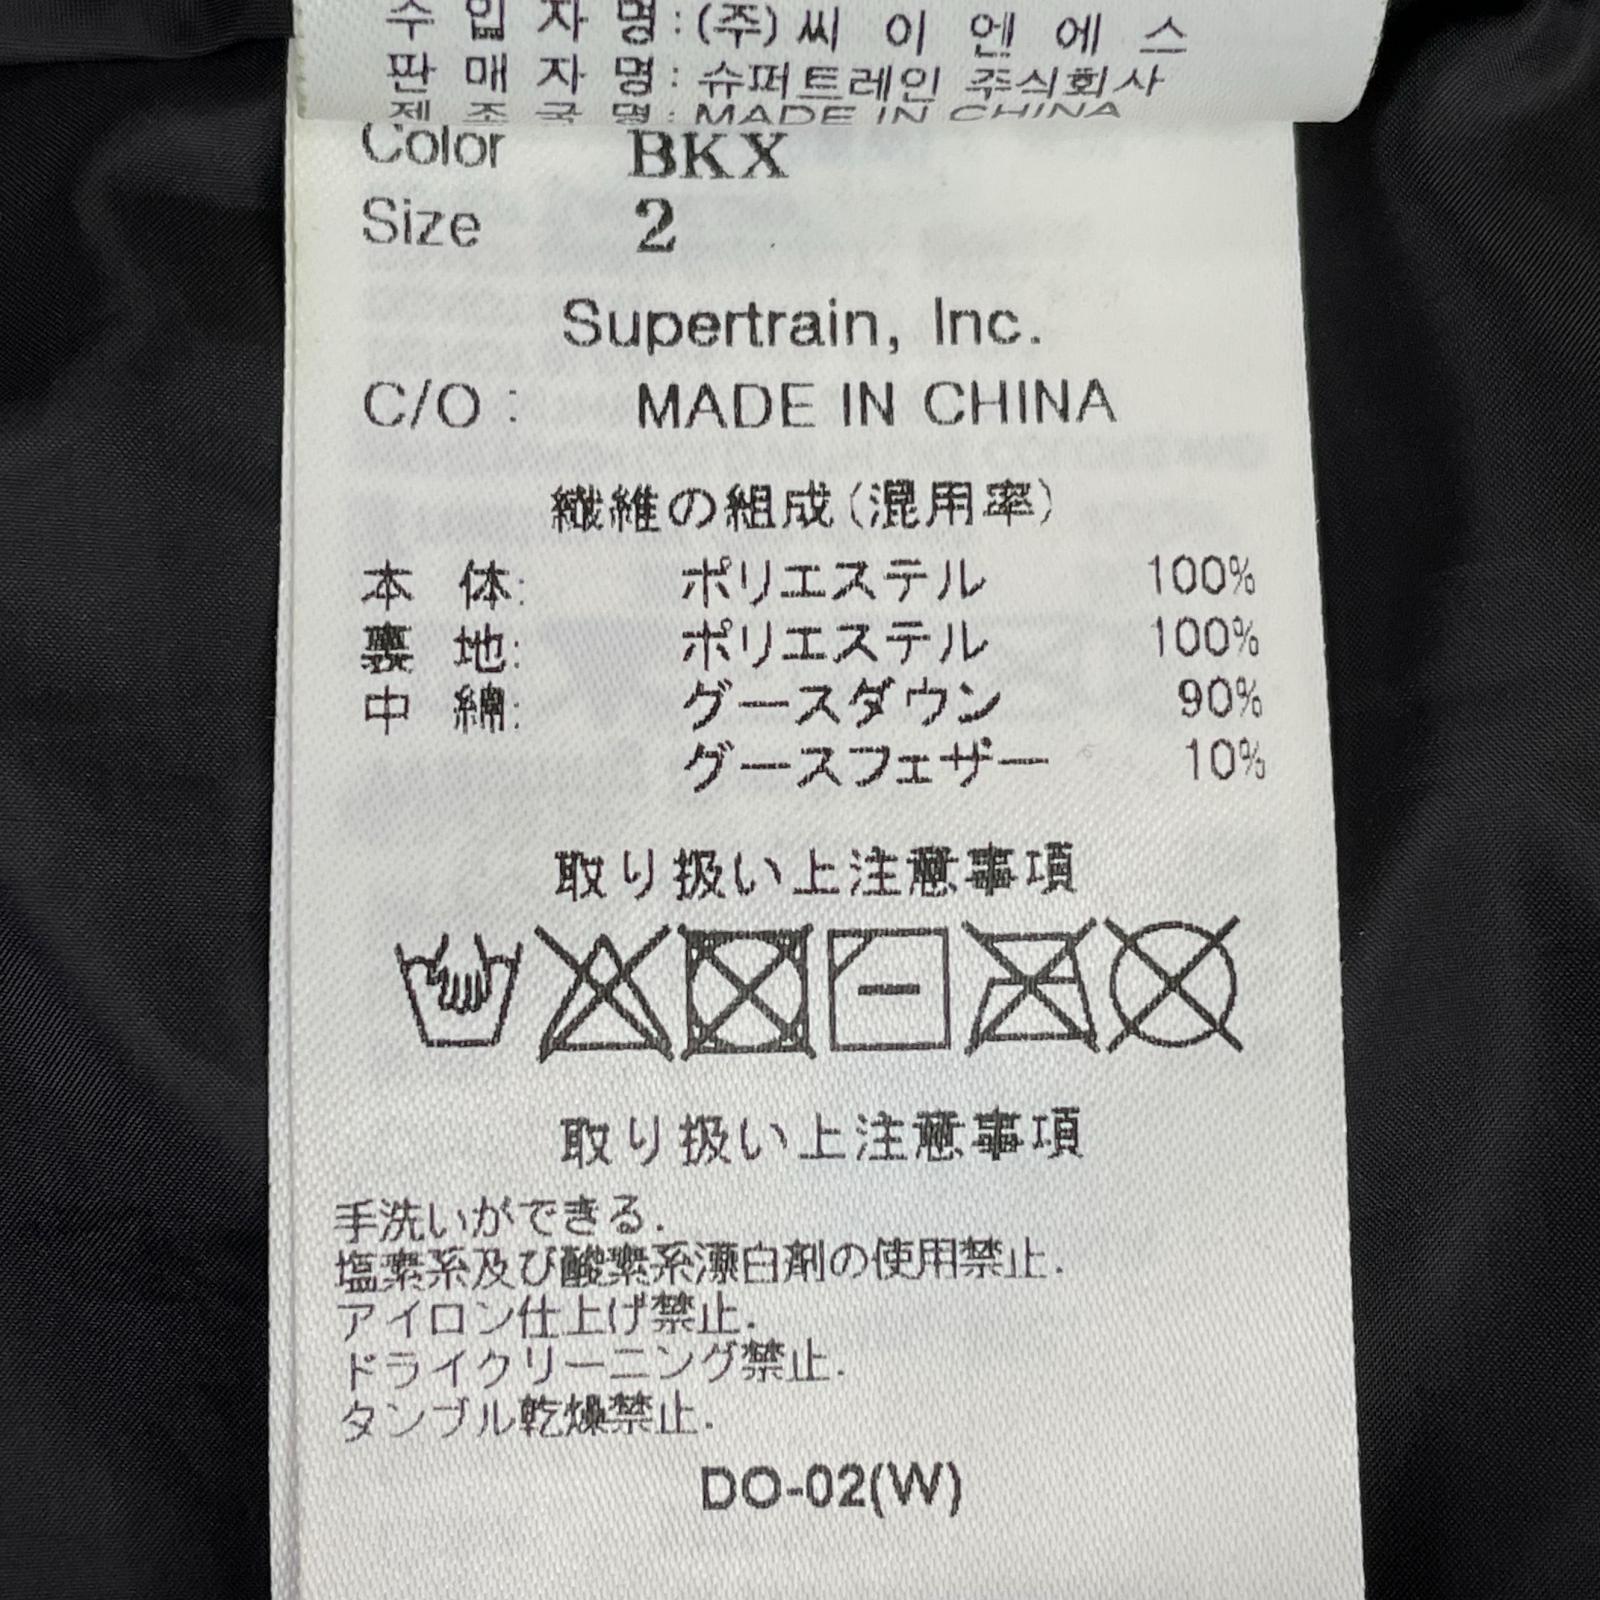 수 입 자 명 : (주) 씨 이 엔 에 스
판 매 자 명 : 슈퍼트레인 주식회사
제 조 국 명 : MADE IN CHINA
Color BKX
Size 2
Supertrain, Inc.
C/O : MADE IN CHINA
繊維の組成(混用率)
本 体: ポリエステル 100%
裏 地: ポリエステル 100%
中 綿: グースダウン 90%
グースフェザー 10%
取り扱い上注意事項
取り扱い上注意事項
手洗いができる.
塩素系及び酸素系漂白剤の使用禁止.
アイロン仕上げ禁止.
ドライクリーニング禁止.
タンブル乾燥禁止.
DO-02(W)